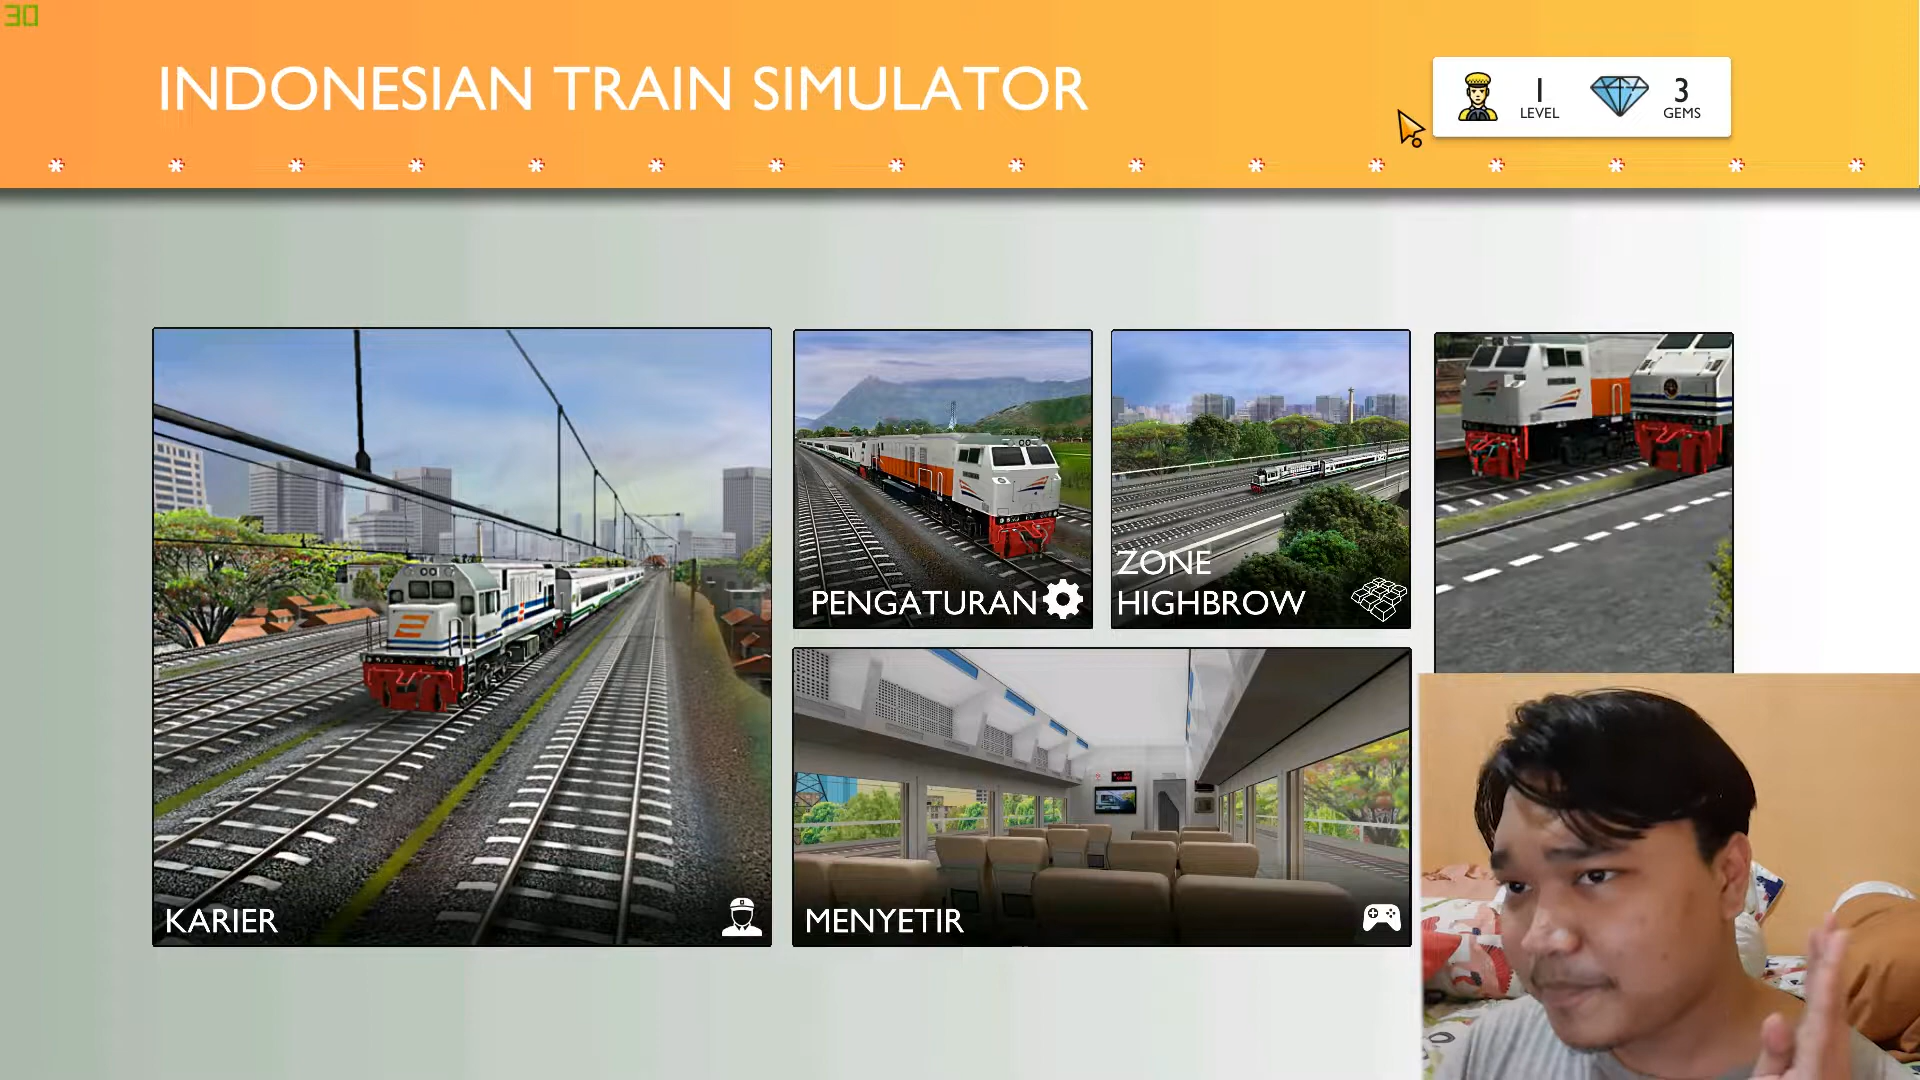 30
INDONESIAN TRAIN SIMULATOR
1
LEVEL
3
GEMS
KARIER
PENGATURAN
ZONE
HIGHBROW
MENYETIR